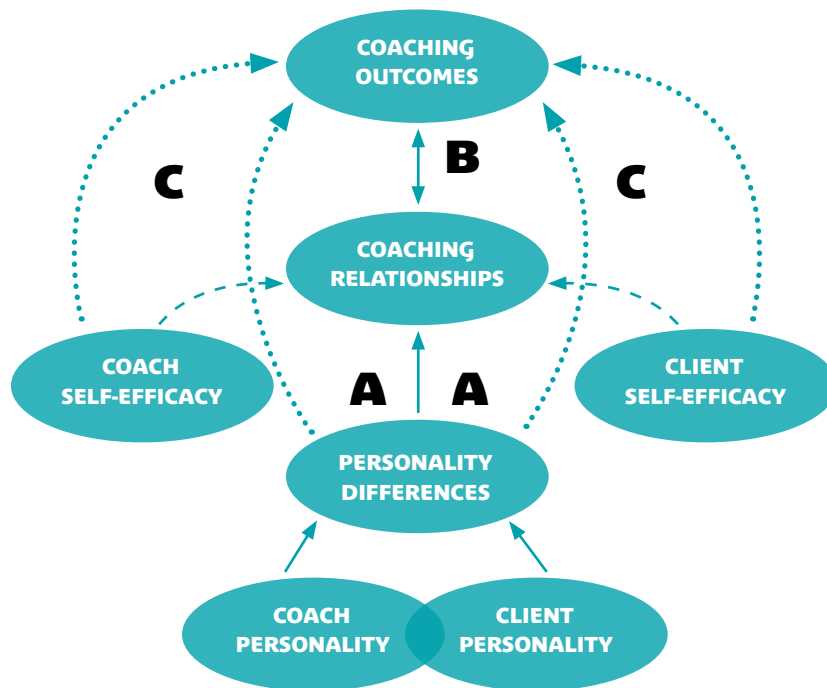 COACHING
OUTCOMES
B
C
C
COACHING
RELATIONSHIPS
COACH
SELF-EFFICACY
A
A
CLIENT
SELF-EFFICACY
PERSONALITY
DIFFERENCES
COACH
PERSONALITY
CLIENT
PERSONALITY